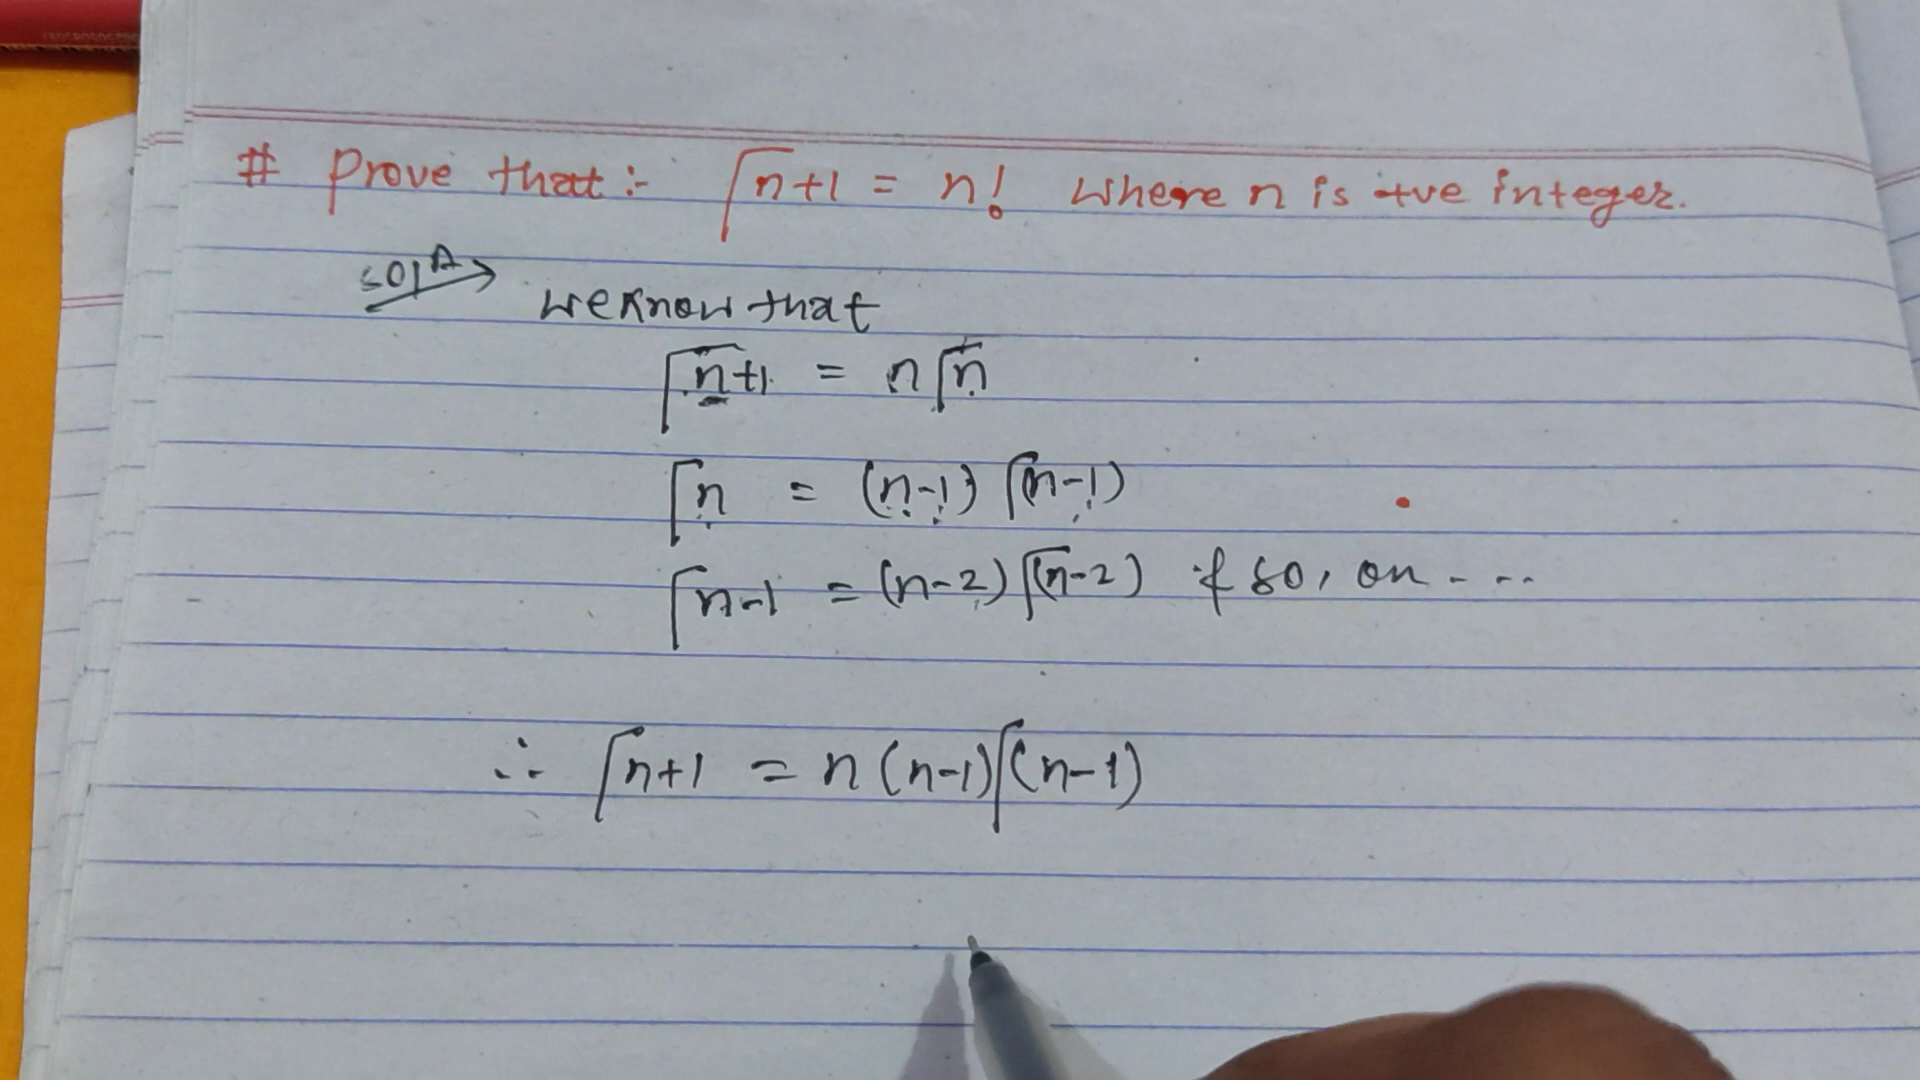 # Prove that :- Γn+1 = n! where n is +ve integer.
Solⁿ→ we know that
Γn+1 = nΓn
Γn = (n-1) Γ(n-1)
Γn-1 = (n-2) Γ(n-2) & so, on - ---
∴ Γn+1 = n (n-1) Γ(n-1)